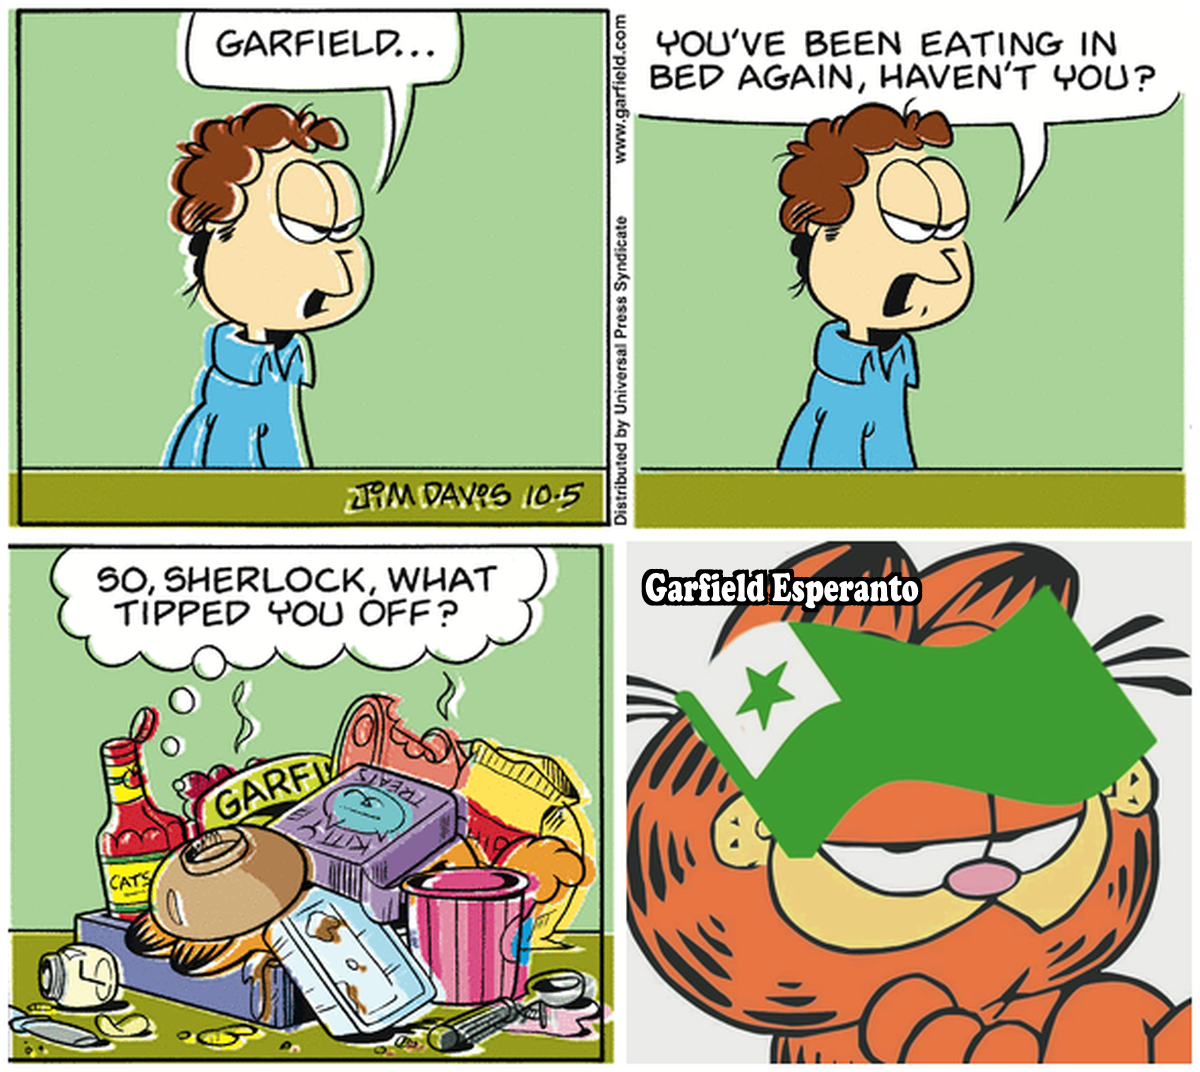 GARFIELD...
www.garfield.com
Distributed by Universal Press Syndicate
JIM DAVIS 10·5
YOU'VE BEEN EATING IN
BED AGAIN, HAVEN'T YOU?
SO, SHERLOCK, WHAT
TIPPED YOU OFF?
GARFI
TREATS
KITTY
CATS
Garfield Esperanto